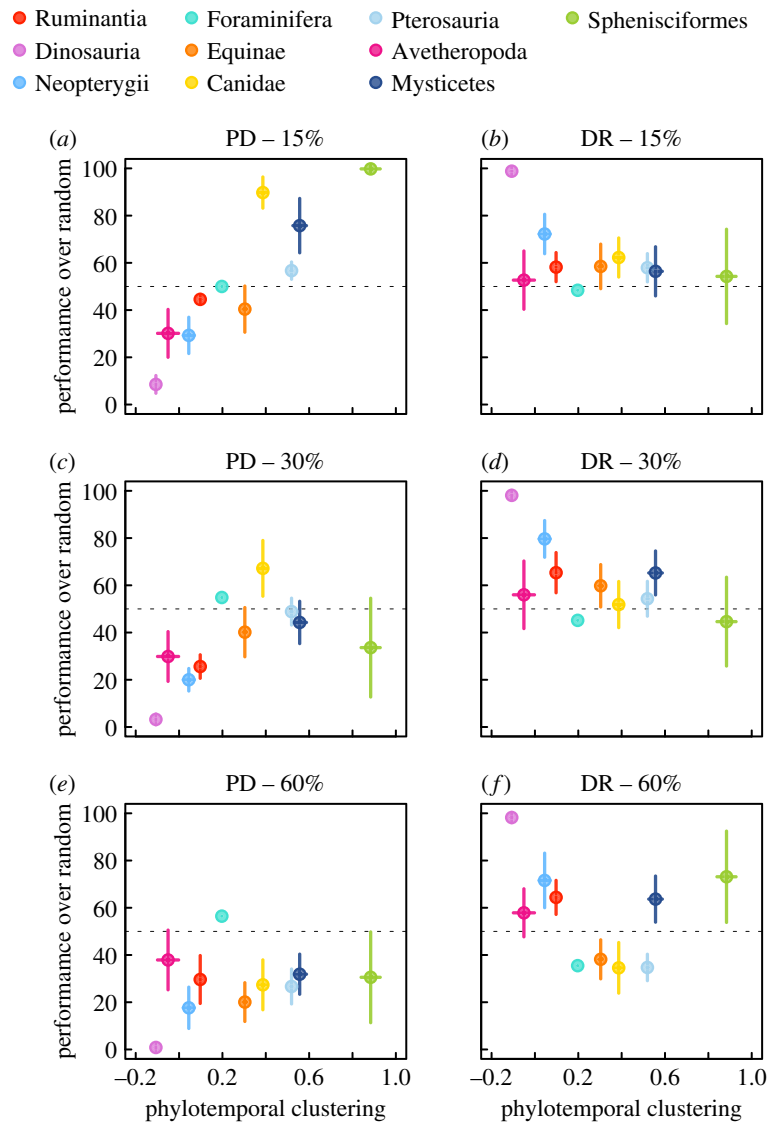 Ruminantia Foraminifera Pterosauria Sphenisciformes
Dinosauria Equinae Avetheropoda
Neopterygii Canidae Mysticetes
(a) PD – 15% (b) DR – 15%
performance over random
100
80
60
40
20
0
(c) PD – 30% (d) DR – 30%
performance over random
100
80
60
40
20
0
(e) PD – 60% (f) DR – 60%
performance over random
100
80
60
40
20
0
–0.2 0.2 0.6 1.0 0.2 0.6 1.0
phylotemporal clustering phylotemporal clustering